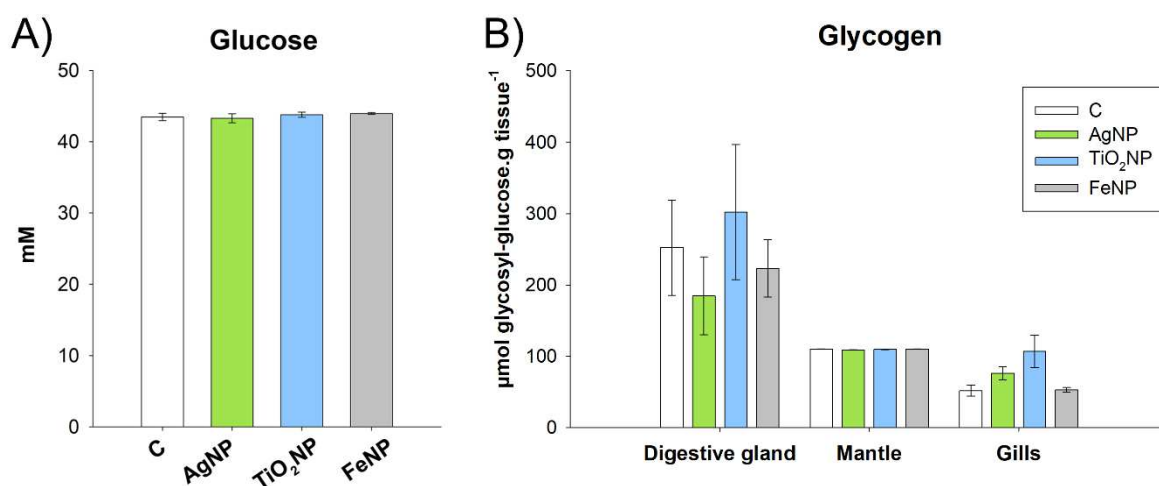 A)
Glucose
50
40
30
20
10
0
mM
C
AgNP
TiO₂NP
FeNP
B)
Glycogen
500
400
300
200
100
0
µmol glycosyl-glucose.g tissue⁻¹
C
AgNP
TiO₂NP
FeNP
Digestive gland
Mantle
Gills